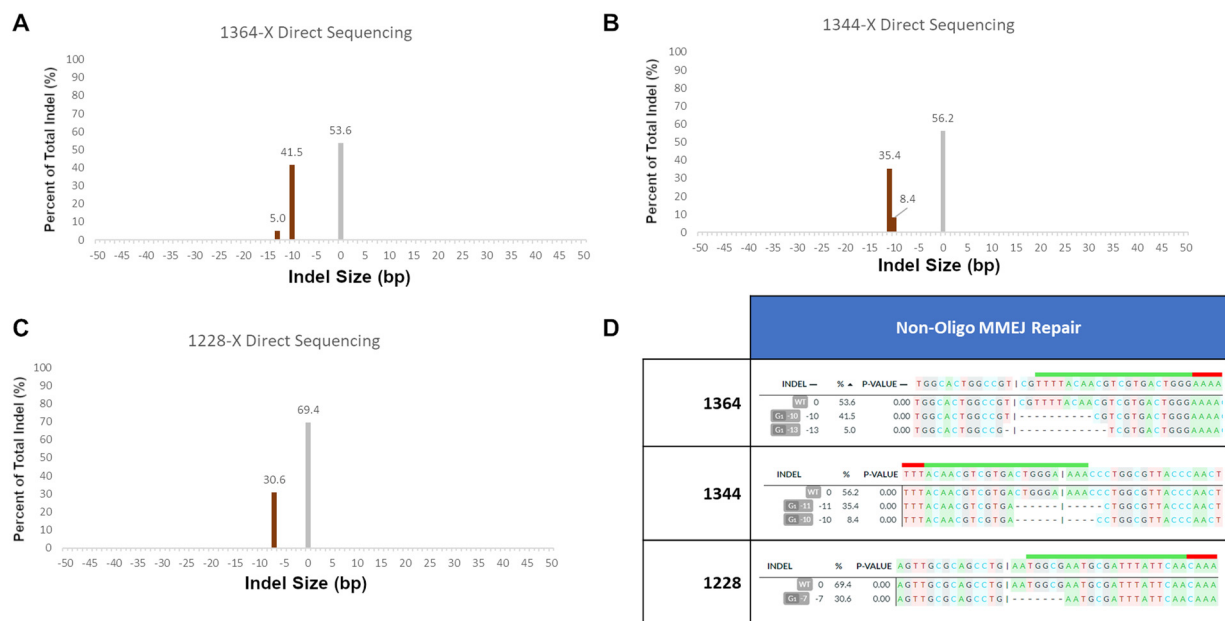 A
1364-X Direct Sequencing
Percent of Total Indel (%)
100
90
80
70
60
50
40
30
20
10
0
5.0
41.5
53.6
-50 -45 -40 -35 -30 -25 -20 -15 -10 -5 0 5 10 15 20 25 30 35 40 45 50
Indel Size (bp)
B
1344-X Direct Sequencing
Percent of Total Indel (%)
100
90
80
70
60
50
40
30
20
10
0
35.4
8.4
56.2
-50 -45 -40 -35 -30 -25 -20 -15 -10 -5 0 5 10 15 20 25 30 35 40 45 50
Indel Size (bp)
C
1228-X Direct Sequencing
Percent of Total Indel (%)
100
90
80
70
60
50
40
30
20
10
0
30.6
69.4
-50 -45 -40 -35 -30 -25 -20 -15 -10 -5 0 5 10 15 20 25 30 35 40 45 50
Indel Size (bp)
D
Non-Oligo MMEJ Repair
1364
INDEL — % ▲ P-VALUE — TGGCACTGGCCGT|CGTTTTACAACGTCGTGACTGGGAAAA
WT 0 53.6 0.00 TGGCACTGGCCGT|CGTTTTACAACGTCGTGACTGGGAAAA
Gs -10 -10 41.5 0.00 TGGCACTGGCCGT|----------CGTCGTGACTGGGAAAA
Gs -13 -13 5.0 0.00 TGGCACTGGCCG-|------------TCGTGACTGGGAAAA
1344
INDEL % P-VALUE TTTACAACGTCGTGACTGGGA|AAACCCTGGCGTTACCCAACT
WT 0 56.2 0.00 TTTACAACGTCGTGACTGGGA|AAACCCTGGCGTTACCCAACT
Gs -11 -11 35.4 0.00 TTTACAACGTCGTGA------|-----CTGGCGTTACCCAACT
Gs -10 -10 8.4 0.00 TTTACAACGTCGTGA------|----CCTGGCGTTACCCAACT
1228
INDEL % P-VALUE AGTTGCGCAGCCTG|AATGGCGAATGCGATTTATTCAACAAA
WT 0 69.4 0.00 AGTTGCGCAGCCTG|AATGGCGAATGCGATTTATTCAACAAA
Gs -7 -7 30.6 0.00 AGTTGCGCAGCCTG|-------AATGCGATTTATTCAACAAA